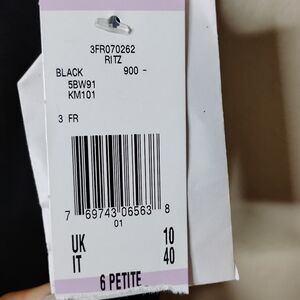 3FR070262
RITZ
BLACK 900 -
5BW91
KM101
3 FR
7 69743 06563 8
01
UK 10
IT 40
6 PETITE